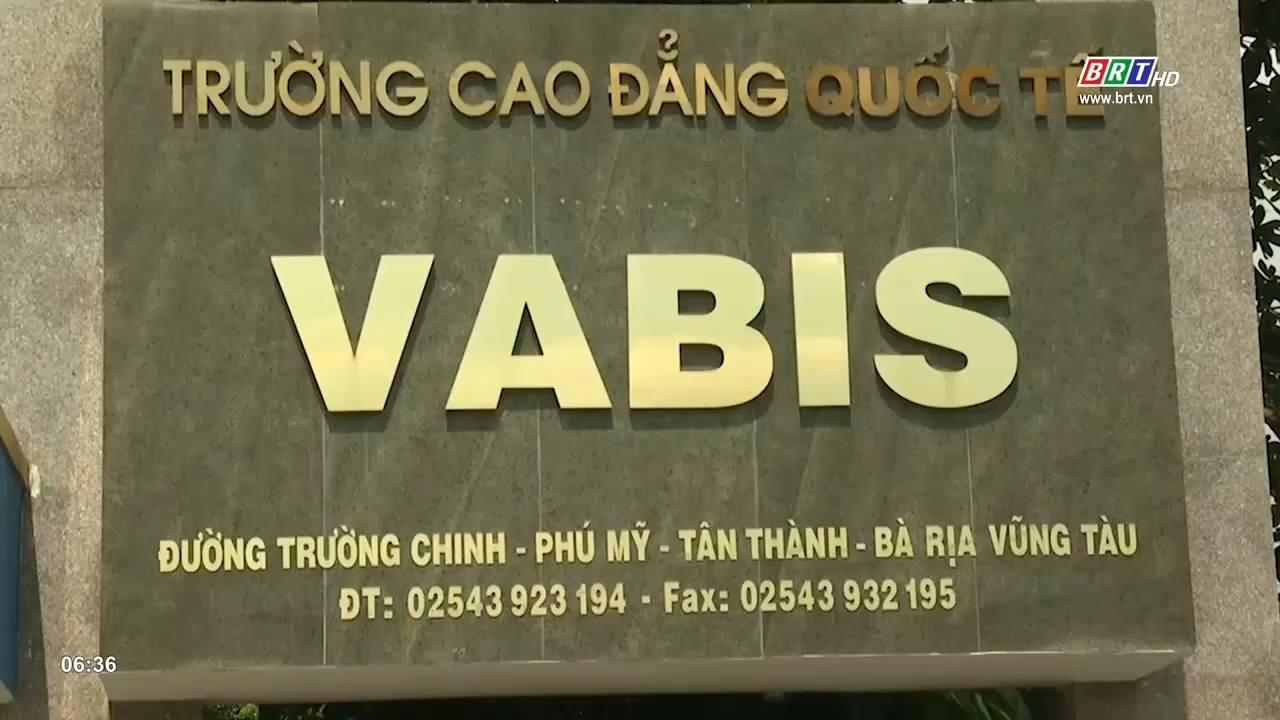 TRƯỜNG CAO ĐẲNG QUỐC TẾ
BRT HD
www.brt.vn
VABIS
ĐƯỜNG TRƯỜNG CHINH - PHÚ MỸ - TÂN THÀNH - BÀ RỊA VŨNG TÀU
ĐT: 02543 923 194 - Fax: 02543 932 195
06:36